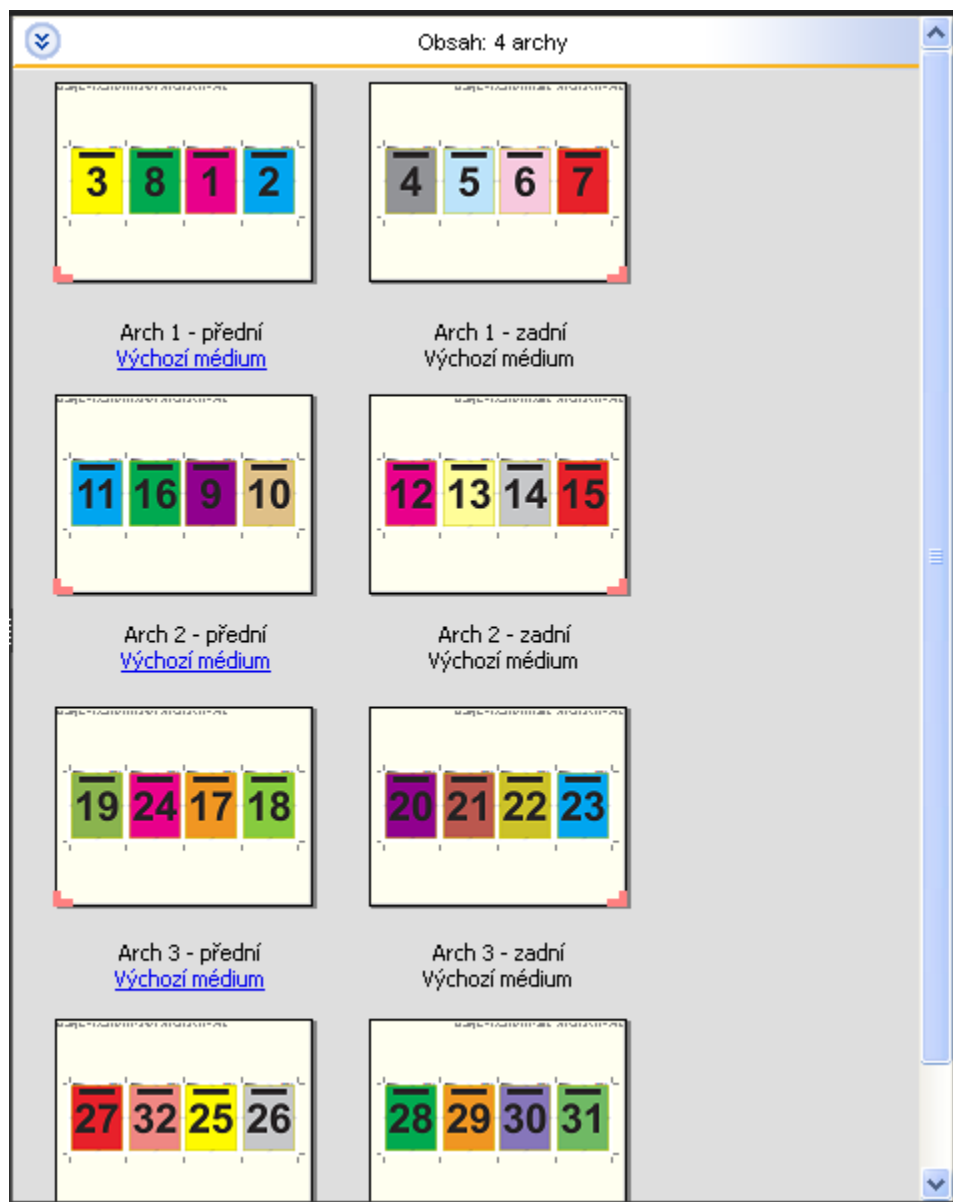 Obsah: 4 archy
3 8 1 2
4 5 6 7
Arch 1 - přední
Výchozí médium
Arch 1 - zadní
Výchozí médium
11 16 9 10
12 13 14 15
Arch 2 - přední
Výchozí médium
Arch 2 - zadní
Výchozí médium
19 24 17 18
20 21 22 23
Arch 3 - přední
Výchozí médium
Arch 3 - zadní
Výchozí médium
27 32 25 26
28 29 30 31